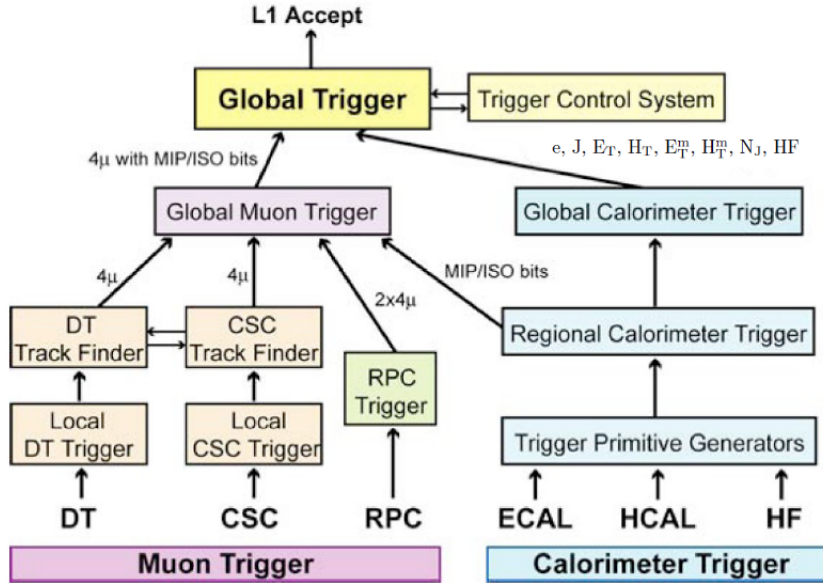 L1 Accept
Global Trigger
Trigger Control System
4μ with MIP/ISO bits
e, J, E_T, H_T, E_T^m, H_T^m, N_J, HF
Global Muon Trigger
Global Calorimeter Trigger
4μ
4μ
2x4μ
MIP/ISO bits
DT
Track Finder
CSC
Track Finder
RPC
Trigger
Regional Calorimeter Trigger
Local
DT Trigger
Local
CSC Trigger
Trigger Primitive Generators
DT
CSC
RPC
ECAL
HCAL
HF
Muon Trigger
Calorimeter Trigger